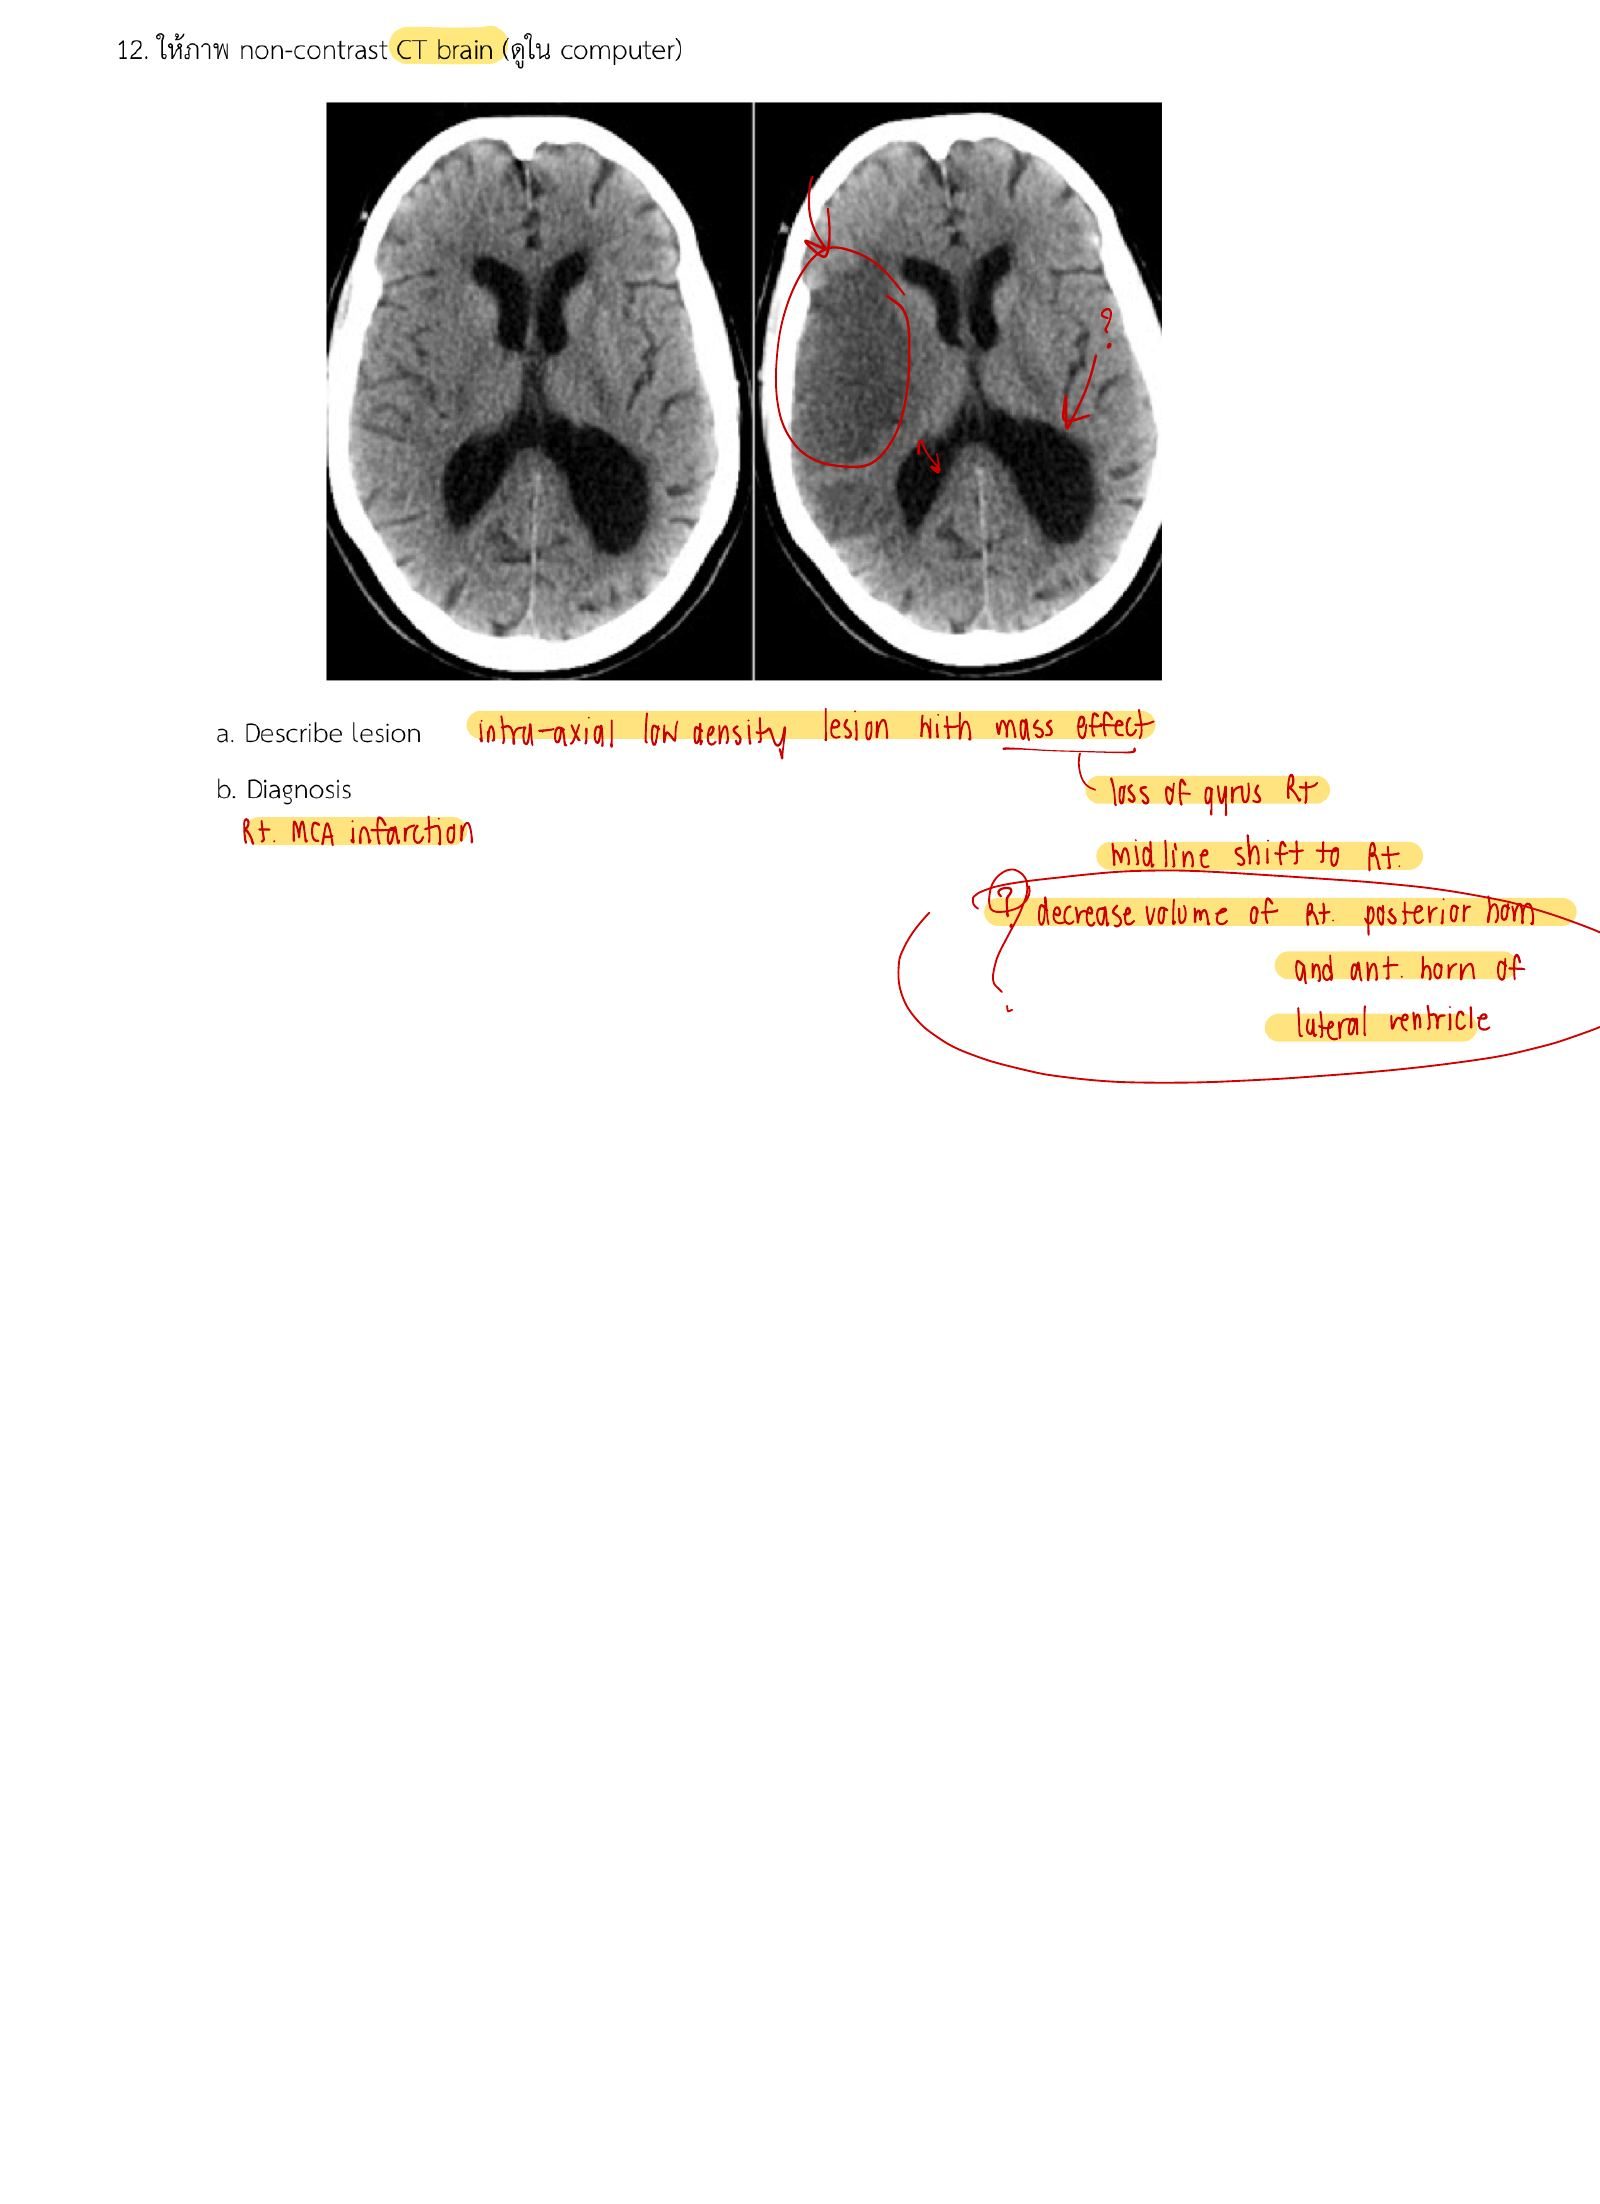 12. ให้ภาพ non-contrast CT brain (ดูใน computer)
?
a. Describe lesion intra-axial low density lesion with mass effect
b. Diagnosis
loss of gyrus Rt
Rt. MCA infarction
midline shift to Rt.
? decrease volume of Rt. posterior horn
and ant. horn of
lateral ventricle